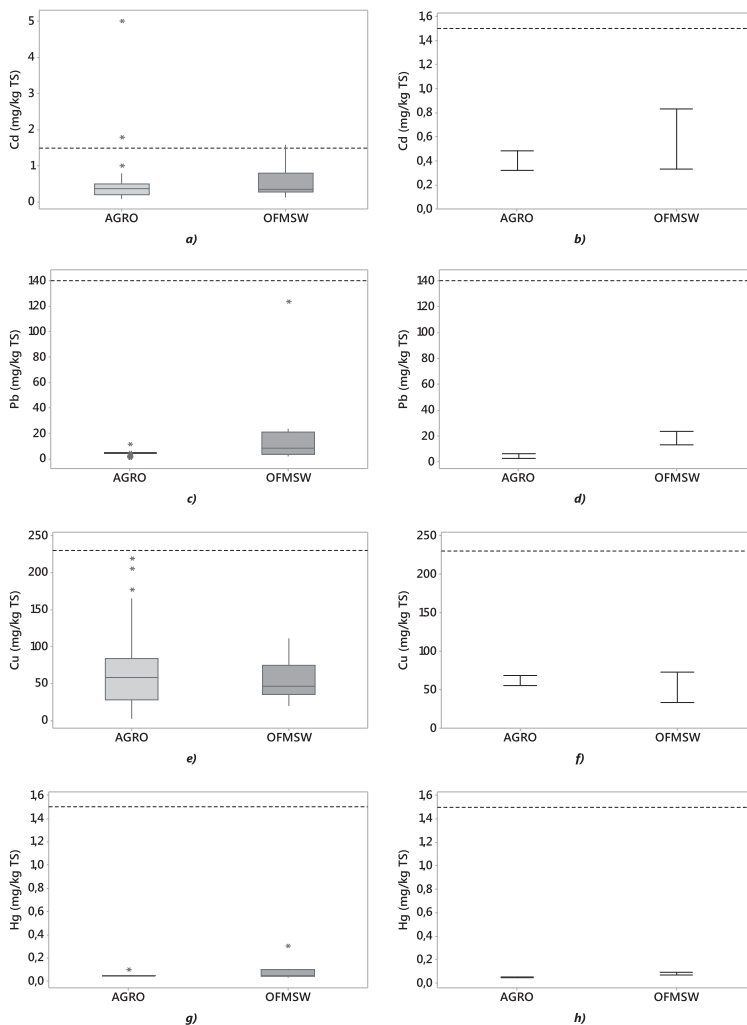 Cd (mg/kg TS)
5
4
3
2
1
0
AGRO OFMSW
a)
Cd (mg/kg TS)
1,6
1,4
1,2
1,0
0,8
0,6
0,4
0,2
0,0
AGRO OFMSW
b)
Pb (mg/kg TS)
140
120
100
80
60
40
20
0
AGRO OFMSW
c)
Pb (mg/kg TS)
140
120
100
80
60
40
20
0
AGRO OFMSW
d)
Cu (mg/kg TS)
250
200
150
100
50
0
AGRO OFMSW
e)
Cu (mg/kg TS)
250
200
150
100
50
0
AGRO OFMSW
f)
Hg (mg/kg TS)
1,6
1,4
1,2
1,0
0,8
0,6
0,4
0,2
0,0
AGRO OFMSW
g)
Hg (mg/kg TS)
1,6
1,4
1,2
1,0
0,8
0,6
0,4
0,2
0,0
AGRO OFMSW
h)